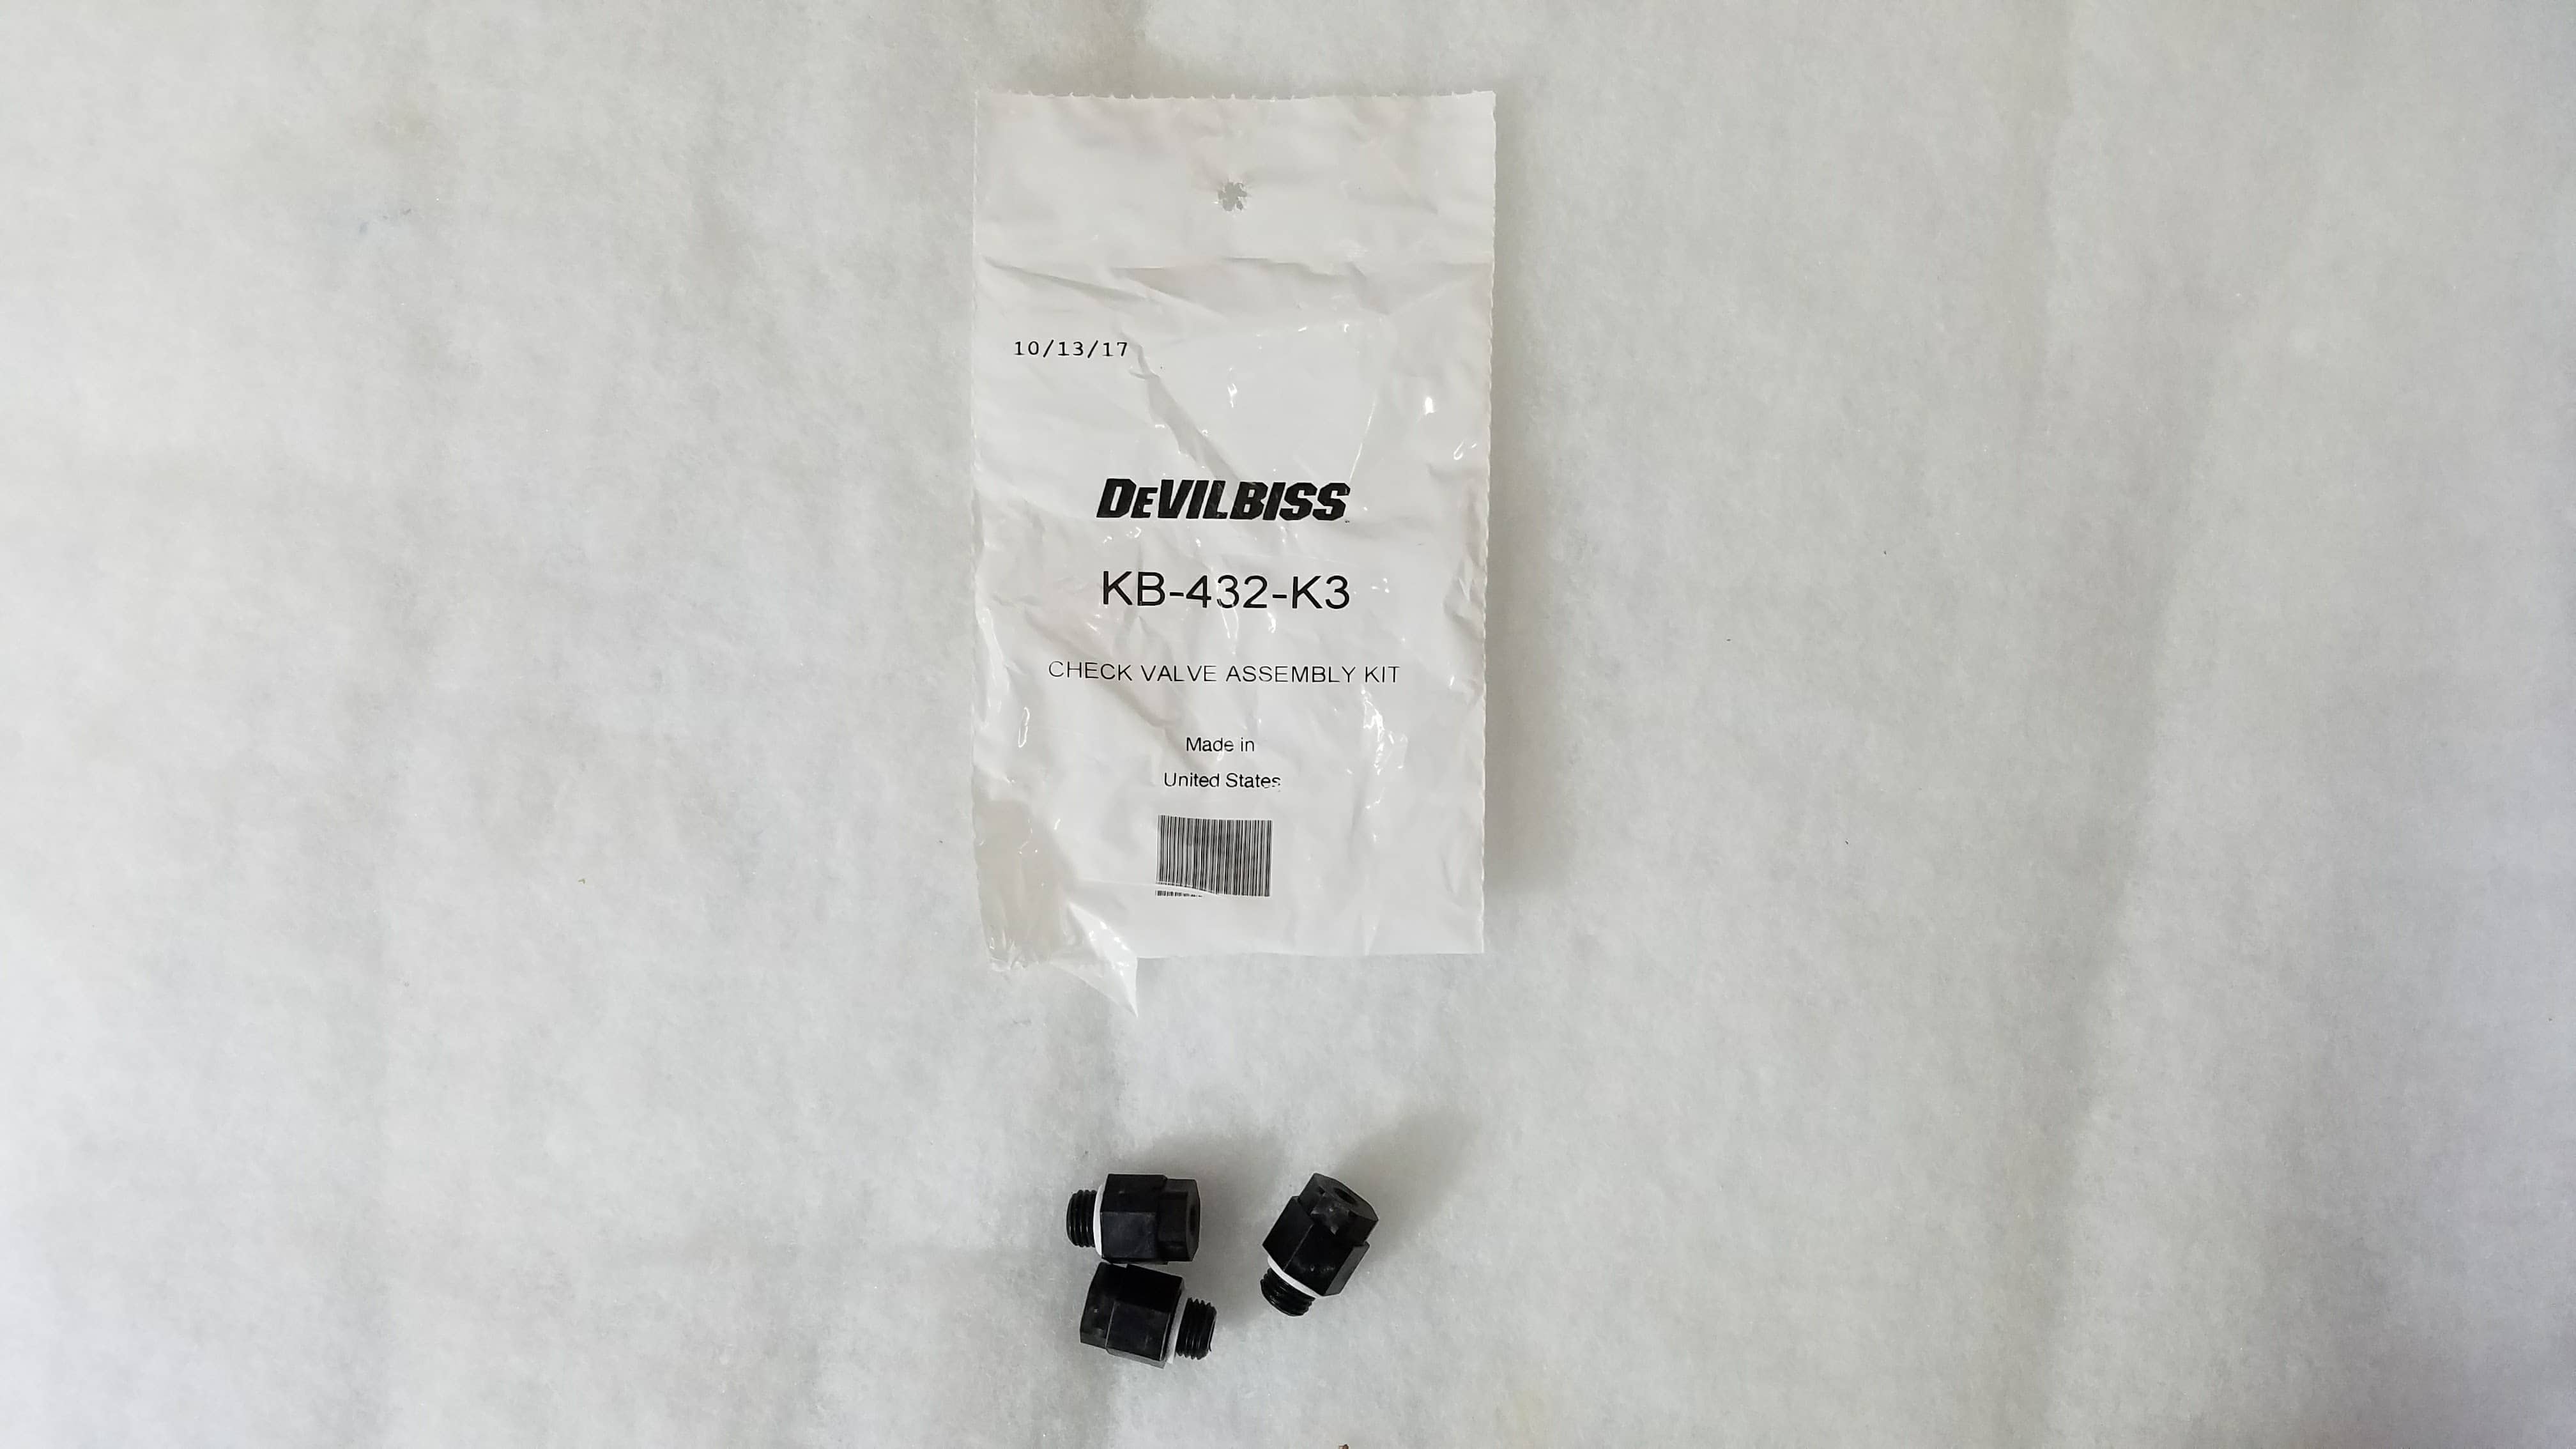 10/13/17
DEVILBISS
KB-432-K3
CHECK VALVE ASSEMBLY KIT
Made in
United States